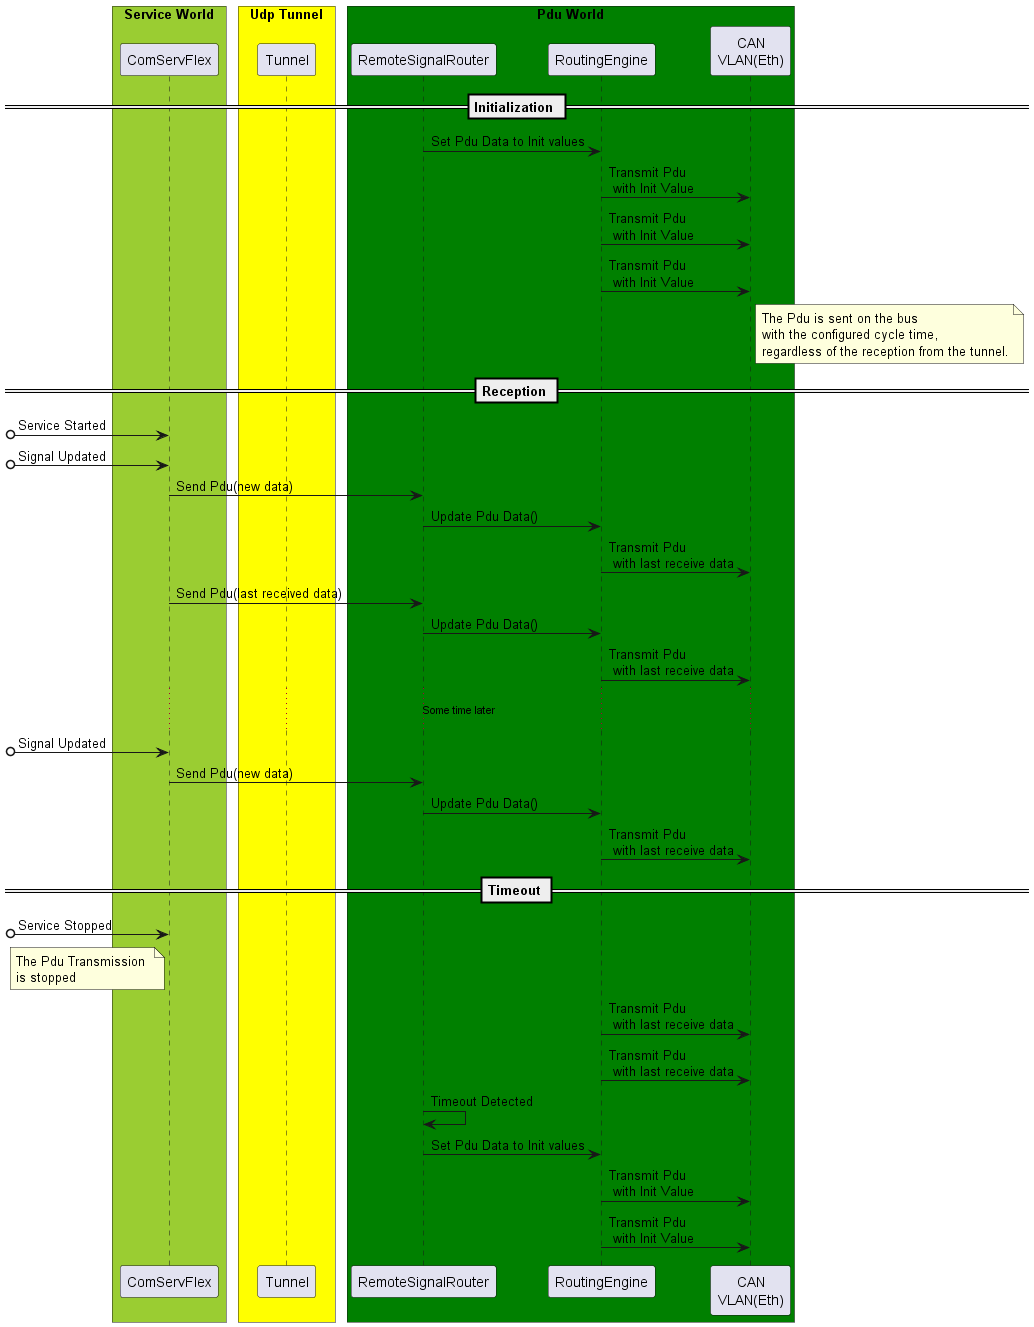 Service World
Udp Tunnel
Pdu World
ComServFlex
Tunnel
RemoteSignalRouter
RoutingEngine
CAN
VLAN(Eth)
Initialization
Set Pdu Data to Init values
Transmit Pdu
with Init Value
Transmit Pdu
with Init Value
Transmit Pdu
with Init Value
The Pdu is sent on the bus
with the configured cycle time,
regardless of the reception from the tunnel.
Reception
Service Started
Signal Updated
Send Pdu(new data)
Update Pdu Data()
Transmit Pdu
with last receive data
Send Pdu(last received data)
Update Pdu Data()
Transmit Pdu
with last receive data
Some time later
Signal Updated
Send Pdu(new data)
Update Pdu Data()
Transmit Pdu
with last receive data
Timeout
Service Stopped
The Pdu Transmission
is stopped
Transmit Pdu
with last receive data
Transmit Pdu
with last receive data
Timeout Detected
Set Pdu Data to Init values
Transmit Pdu
with Init Value
Transmit Pdu
with Init Value
ComServFlex
Tunnel
RemoteSignalRouter
RoutingEngine
CAN
VLAN(Eth)